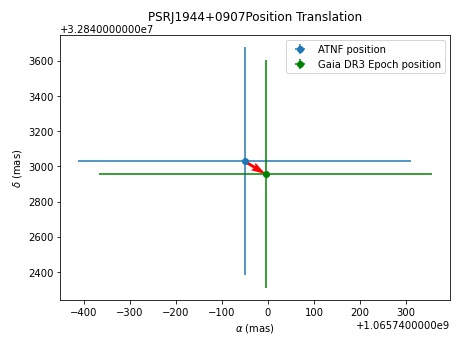 PSRJ1944+0907Position Translation
+3.2840000000e7
ATNF position
Gaia DR3 Epoch position
3600
3400
3200
3000
2800
2600
2400
δ (mas)
−400 −300 −200 −100 0 100 200 300
α (mas)
+1.0657400000e9